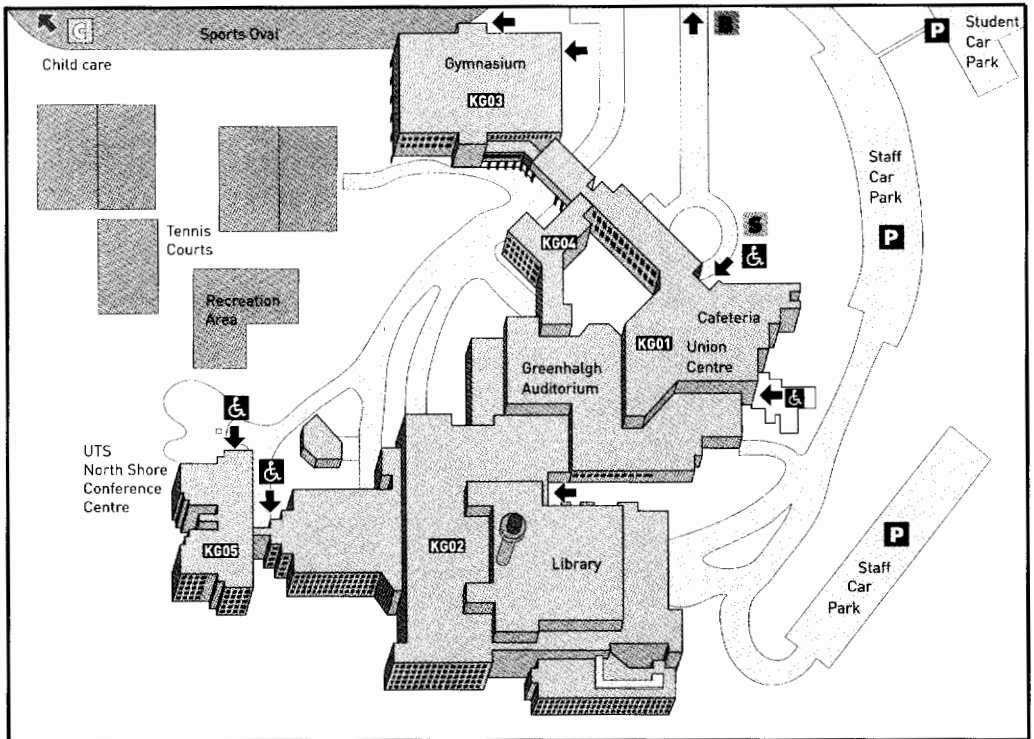 C
Sports Oval
Child care
Gymnasium
KG03
B
P
Student
Car
Park
Staff
Car
Park
P
Tennis
Courts
KG04
S
Recreation
Area
Cafeteria
KG01
Union
Centre
Greenhalgh
Auditorium
UTS
North Shore
Conference
Centre
KG05
KG02
Library
P
Staff
Car
Park